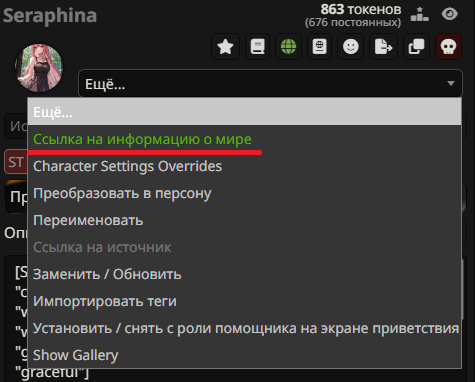 Seraphina
863 токенов
(676 постоянных)
Ещё...
Ещё...
Ссылка на информацию о мире
Character Settings Overrides
Преобразовать в персону
Переименовать
Ссылка на источник
Заменить / Обновить
Импортировать теги
Установить / снять с роли помощника на экране приветствия
Show Gallery
Ис
ST
Пр
Опи
[S
"c
"w
"w
"g
"graceful"]